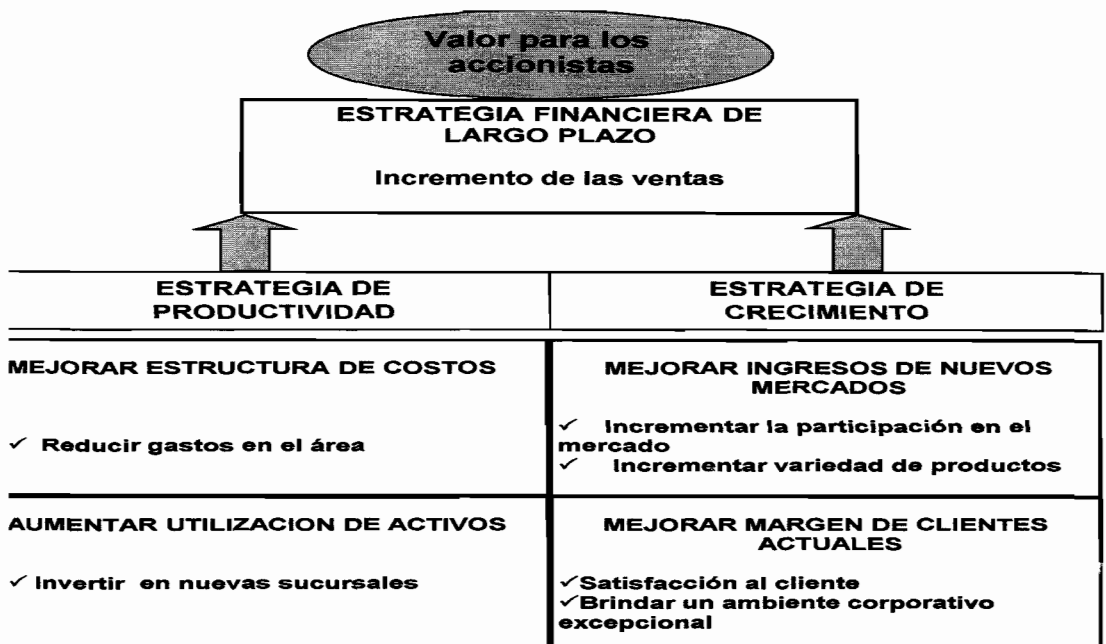 Valor para los
accionistas
ESTRATEGIA FINANCIERA DE
LARGO PLAZO
Incremento de las ventas
ESTRATEGIA DE
PRODUCTIVIDAD
ESTRATEGIA DE
CRECIMIENTO
MEJORAR ESTRUCTURA DE COSTOS
✓ Reducir gastos en el área
MEJORAR INGRESOS DE NUEVOS
MERCADOS
✓ Incrementar la participación en el
mercado
✓ Incrementar variedad de productos
AUMENTAR UTILIZACION DE ACTIVOS
✓ Invertir en nuevas sucursales
MEJORAR MARGEN DE CLIENTES
ACTUALES
✓Satisfacción al cliente
✓Brindar un ambiente corporativo
excepcional